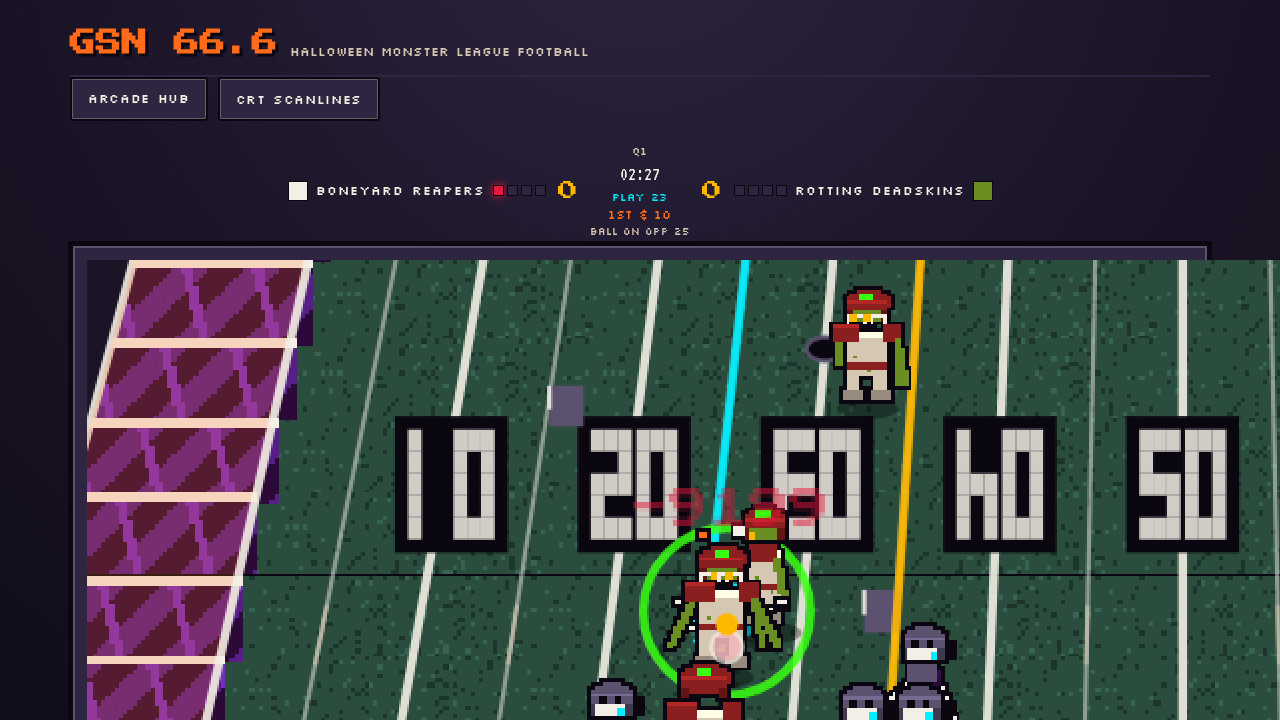 GSN 66.6
HALLOWEEN MONSTER LEAGUE FOOTBALL
ARCADE HUB
CRT SCANLINES
Q1
02:27
BONEYARD REAPERS 0
0 ROTTING DEADSKINS
PLAY 23
1ST & 10
BALL ON OPP 25
10 20 50 40 50